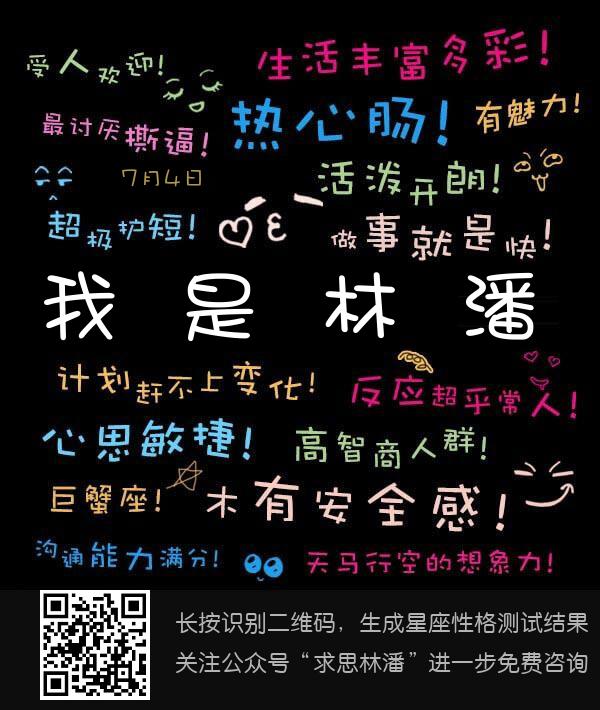 受人欢迎!
生活丰富多彩!
最讨厌撕逼!
热心肠!
有魅力!
7月4日
活泼开朗!
超极护短!
做事就是快!
我是林潘
计划赶不上变化!
反应超乎常人!
心思敏捷!
高智商人群!
巨蟹座!
木有安全感!
沟通能力满分!
天马行空的想象力!
长按识别二维码，生成星座性格测试结果
关注公众号“求思林潘”进一步免费咨询